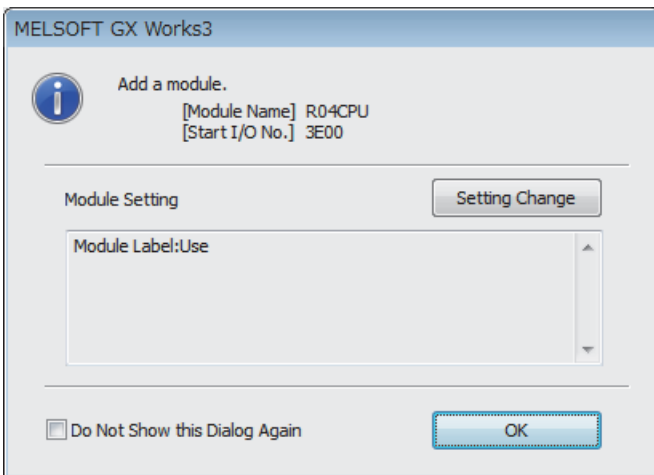 MELSOFT GX Works3
Add a module.
[Module Name] R04CPU
[Start I/O No.] 3E00
Module Setting
Setting Change
Module Label:Use
Do Not Show this Dialog Again
OK